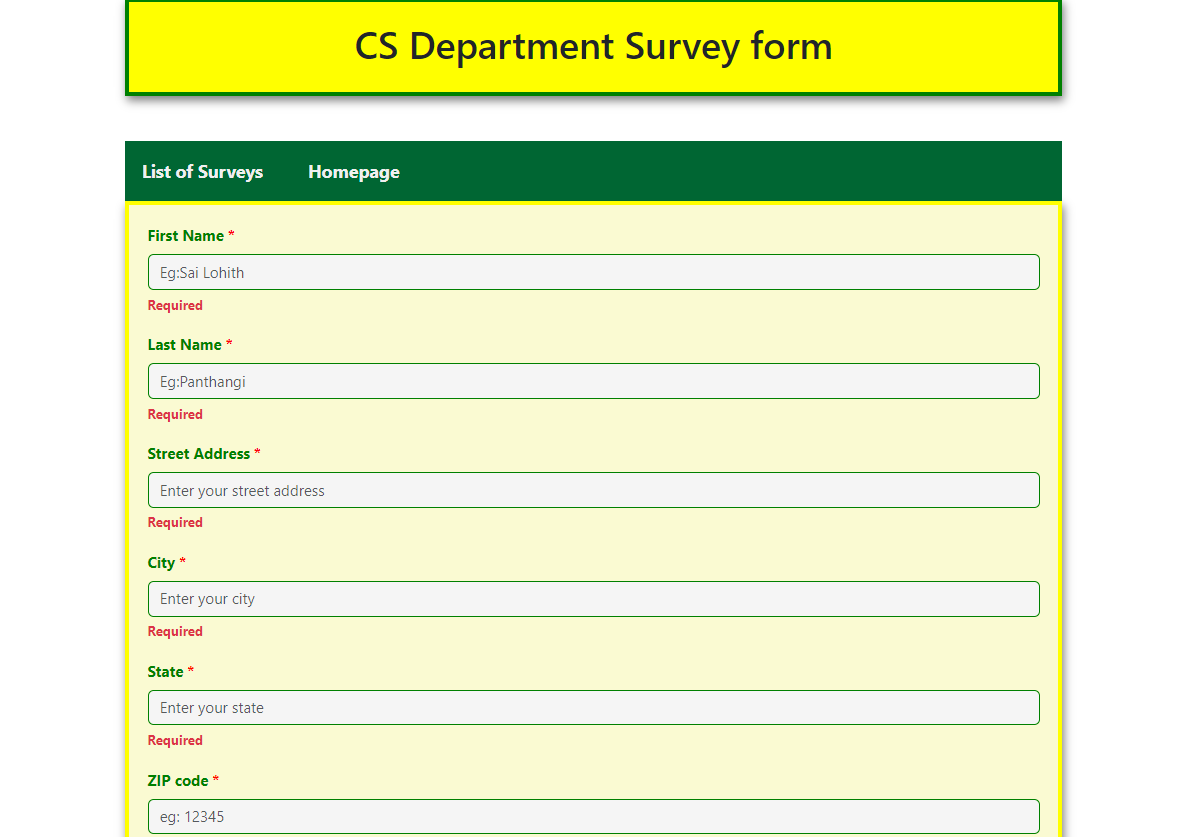 CS Department Survey form
List of Surveys Homepage
First Name *
Eg:Sai Lohith
Required
Last Name *
Eg:Panthangi
Required
Street Address *
Enter your street address
Required
City *
Enter your city
Required
State *
Enter your state
Required
ZIP code *
eg: 12345